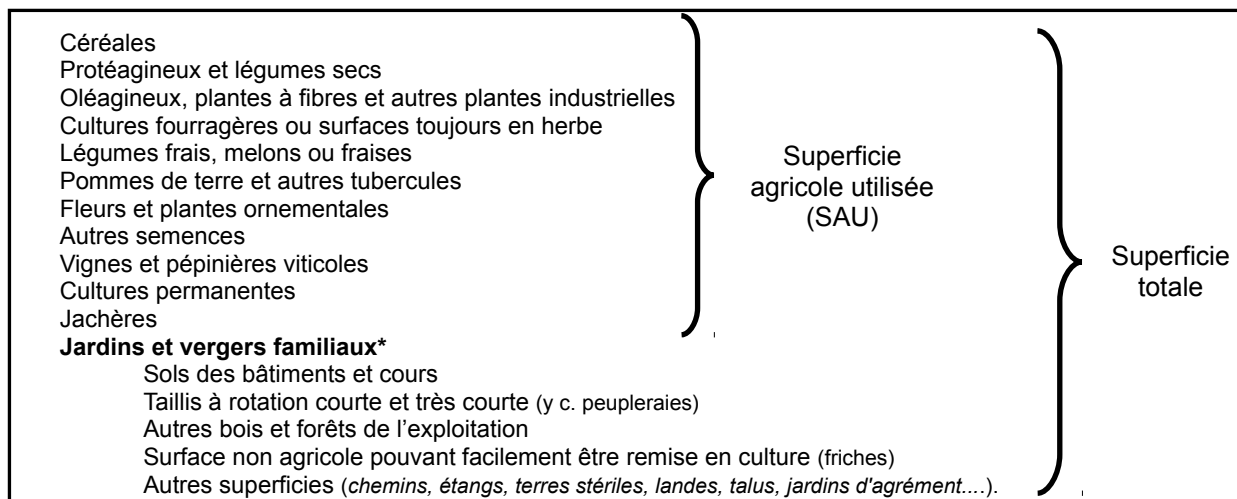 Céréales
Protéagineux et légumes secs
Oléagineux, plantes à fibres et autres plantes industrielles
Cultures fourragères ou surfaces toujours en herbe
Légumes frais, melons ou fraises
Pommes de terre et autres tubercules
Fleurs et plantes ornementales
Autres semences
Vignes et pépinières viticoles
Cultures permanentes
Jachères
Jardins et vergers familiaux*
Sols des bâtiments et cours
Taillis à rotation courte et très courte (y c. peupleraies)
Autres bois et forêts de l'exploitation
Surface non agricole pouvant facilement être remise en culture (friches)
Autres superficies (chemins, étangs, terres stériles, landes, talus, jardins d'agrément....).
Superficie
agricole utilisée
(SAU)
Superficie
totale